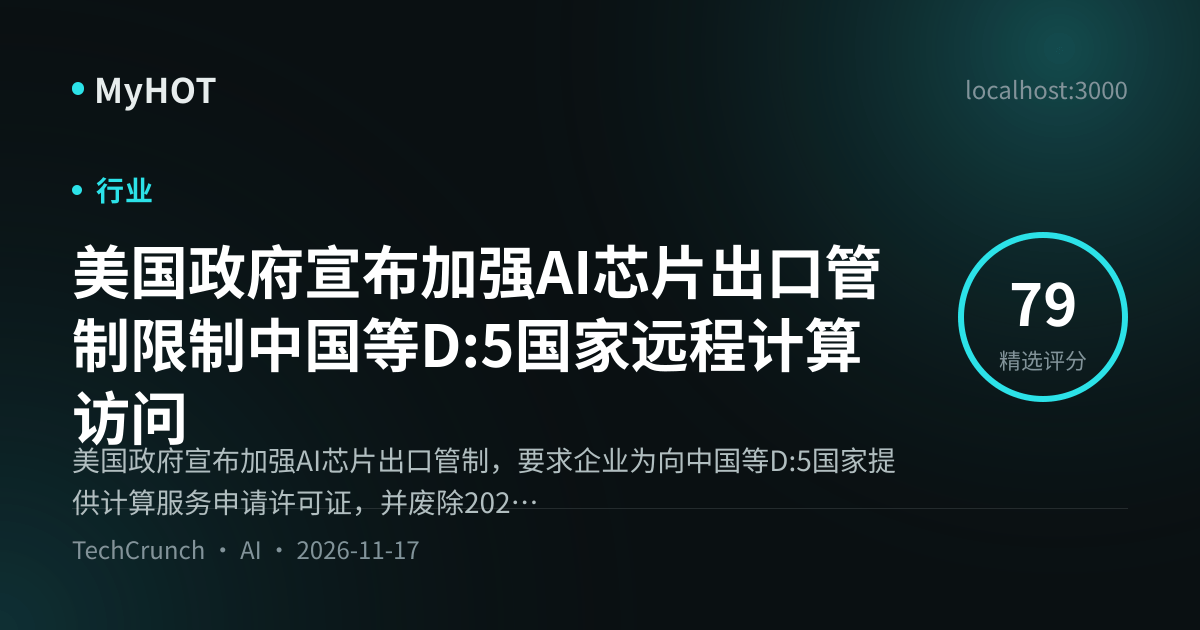 MyHOT
localhost:3000
行业
美国政府宣布加强AI芯片出口管
制限制中国等D:5国家远程计算
访问
79
精选评分
美国政府宣布加强AI芯片出口管制，要求企业为向中国等D:5国家提
供计算服务申请许可证，并废除202…
TechCrunch · AI · 2026-11-17